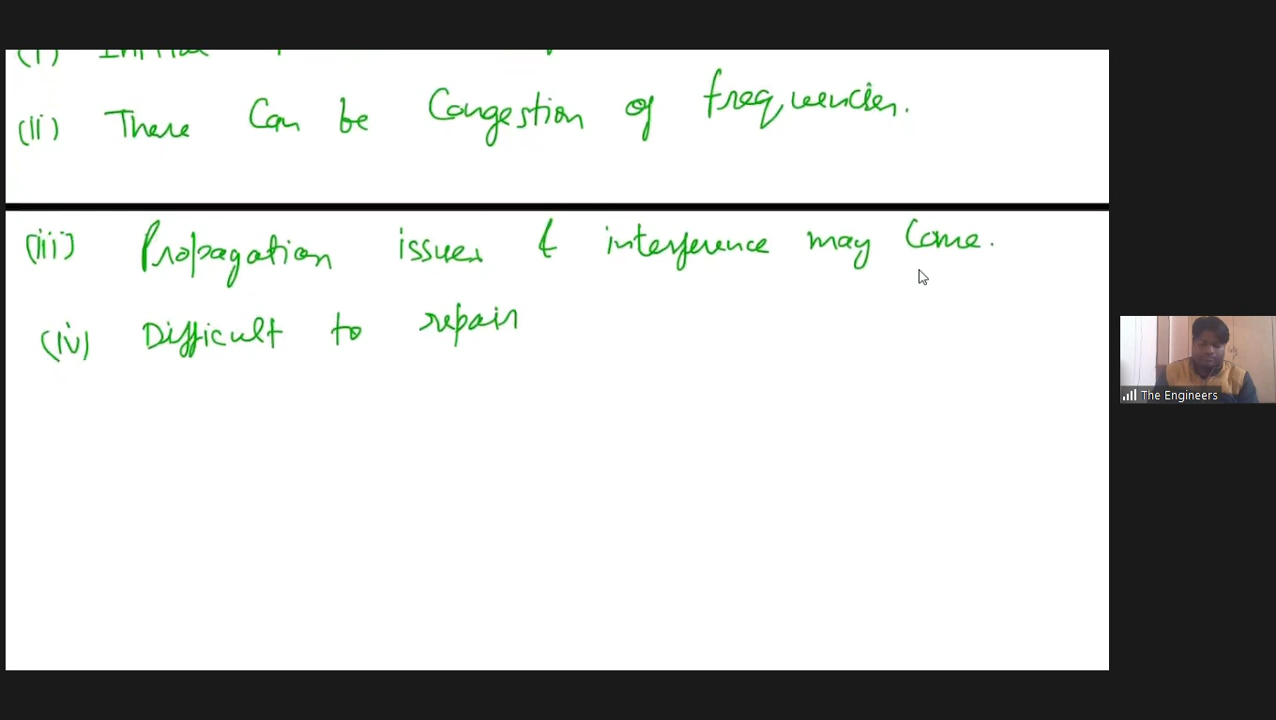 (i) Initial
(ii) There can be Congestion of frequencies.
(iii) Propagation issues & interference may Come.
(iv) Difficult to repair
The Engineers